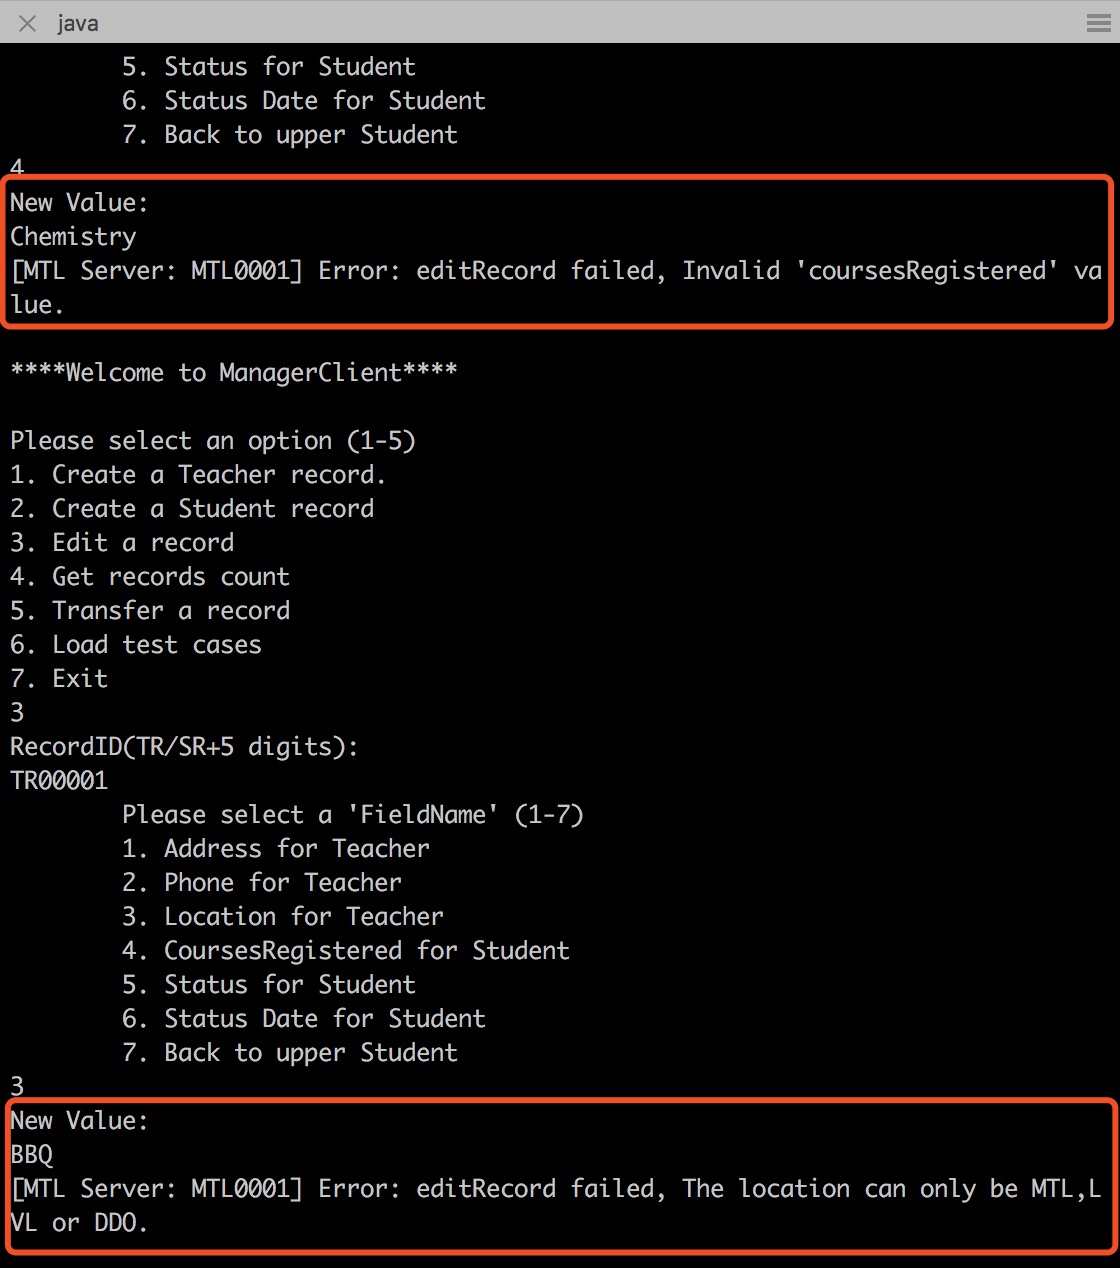 java
5. Status for Student
6. Status Date for Student
7. Back to upper Student
4
New Value:
Chemistry
[MTL Server: MTL0001] Error: editRecord failed, Invalid 'coursesRegistered' va
lue.
****Welcome to ManagerClient****
Please select an option (1-5)
1. Create a Teacher record.
2. Create a Student record
3. Edit a record
4. Get records count
5. Transfer a record
6. Load test cases
7. Exit
3
RecordID(TR/SR+5 digits):
TR00001
Please select a 'FieldName' (1-7)
1. Address for Teacher
2. Phone for Teacher
3. Location for Teacher
4. CoursesRegistered for Student
5. Status for Student
6. Status Date for Student
7. Back to upper Student
3
New Value:
BBQ
[MTL Server: MTL0001] Error: editRecord failed, The location can only be MTL,L
VL or DDO.